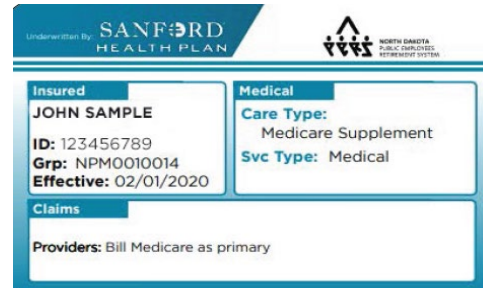 Underwritten By: SANFORD
HEALTH PLAN
NORTH DAKOTA
PUBLIC EMPLOYEES
RETIREMENT SYSTEM
Insured
JOHN SAMPLE
ID: 123456789
Grp: NPM0010014
Effective: 02/01/2020
Medical
Care Type:
Medicare Supplement
Svc Type: Medical
Claims
Providers: Bill Medicare as primary